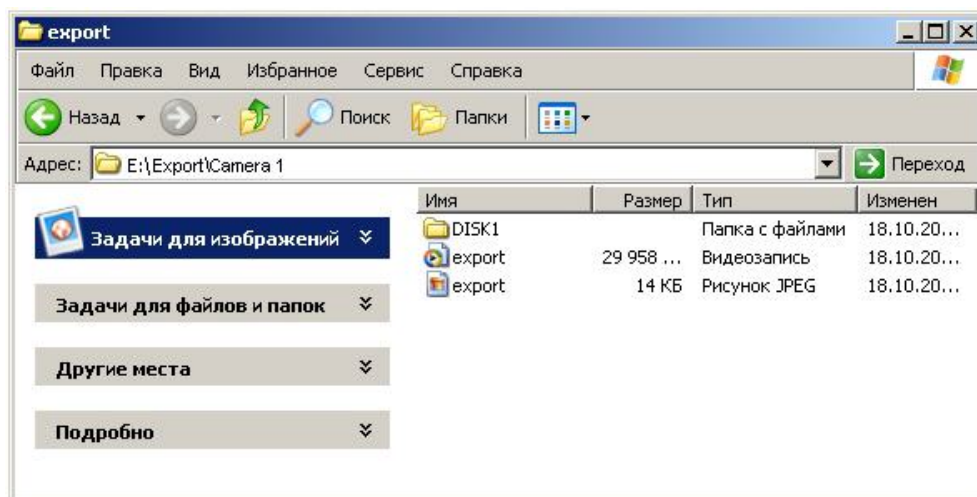 export
Файл Правка Вид Избранное Сервис Справка
Назад Поиск Папки
Адрес: E:\Export\Camera 1 Переход
Имя Размер Тип Изменен
Задачи для изображений
DISK1 Папка с файлами 18.10.20...
export 29 958 ... Видеозапись 18.10.20...
export 14 КБ Рисунок JPEG 18.10.20...
Задачи для файлов и папок
Другие места
Подробно